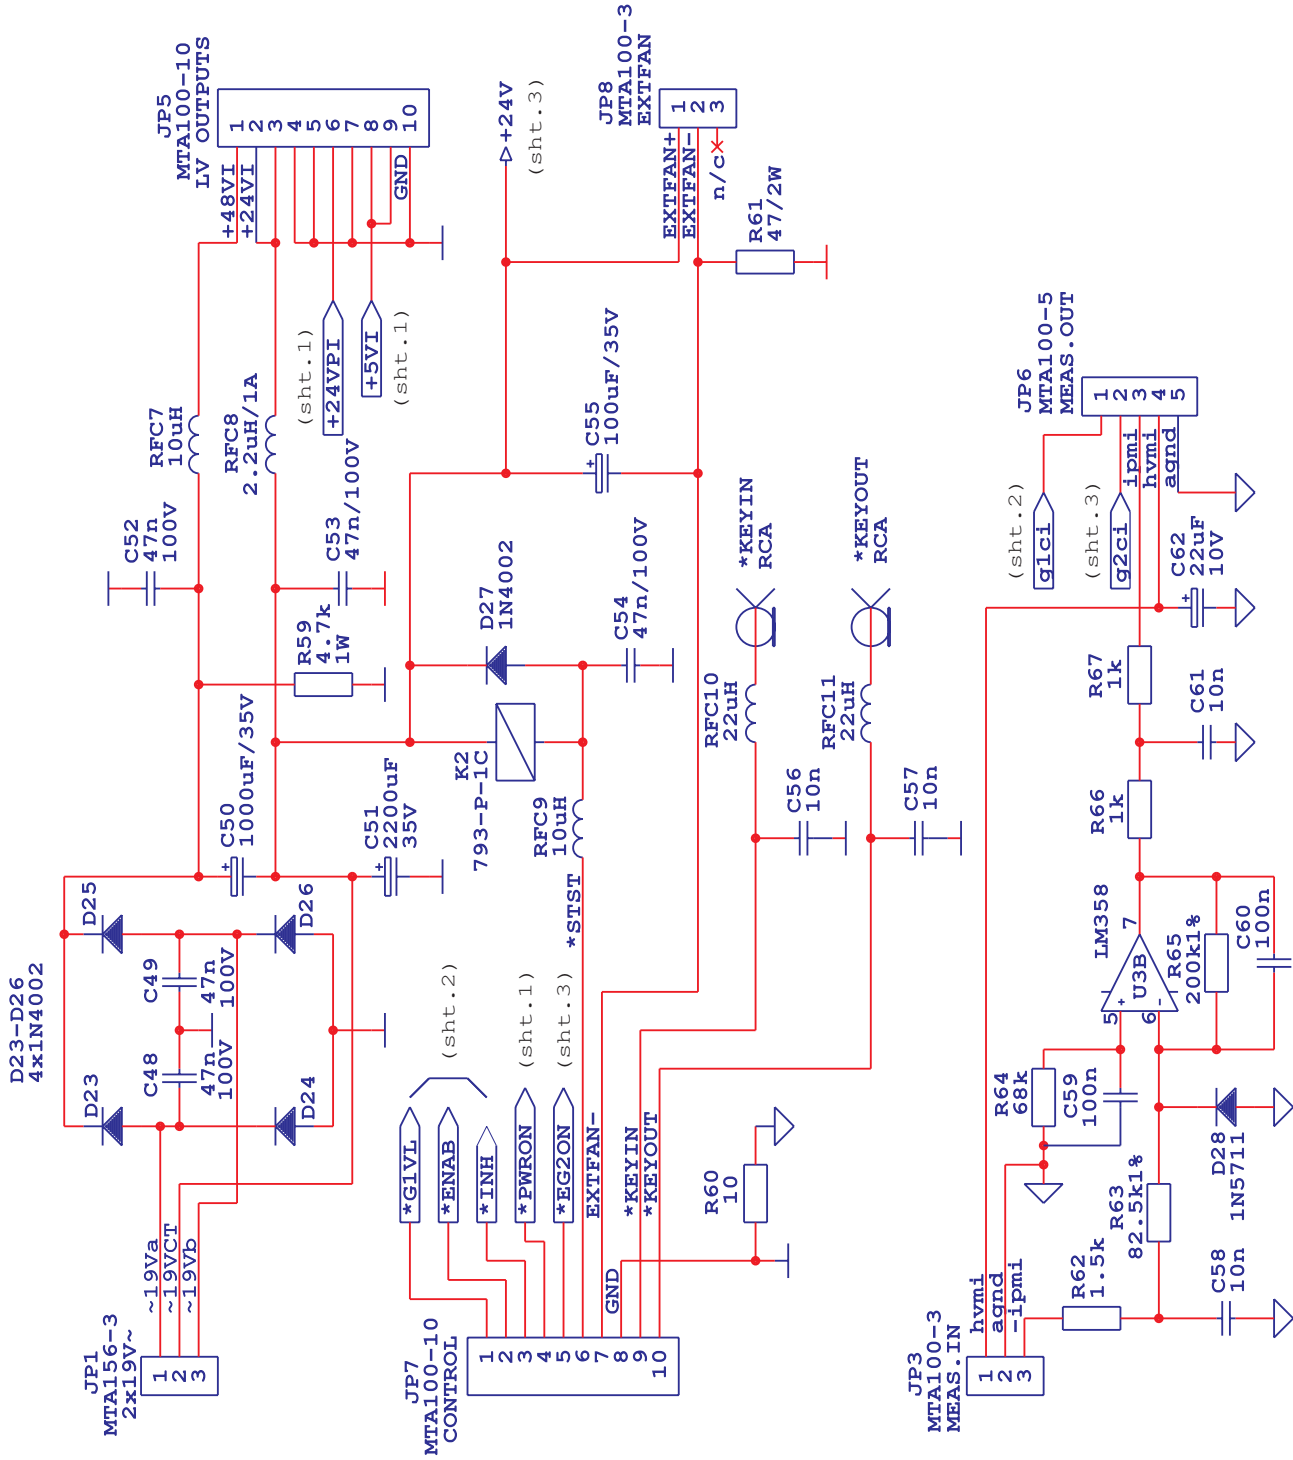 JP1
MTA156-3
2x19V~
1
2
3
~19Va
~19VCT
~19Vb
D23-D26
4x1N4002
D23
D24
D25
D26
C48
47n
100V
C49
47n
100V
C50
1000uF/35V
C51
2200uF
35V
R59
4.7k
1W
C52
47n
100V
C53
47n/100V
RFC7
10uH
RFC8
2.2uH/1A
(sht.1)
+24VPI
+5VI
(sht.1)
+48VI
+24VI
GND
JP5
MTA100-10
LV OUTPUTS
1
2
3
4
5
6
7
8
9
10
JP7
MTA100-10
CONTROL
1
2
3
4
5
6
7
8
9
10
*G1VL
*ENAB
*INH
(sht.2)
*PWRON
(sht.1)
*EG2ON
(sht.3)
*STST
EXTFAN-
GND
*KEYIN
*KEYOUT
R60
10
K2
793-P-1C
RFC9
10uH
D27
1N4002
C54
47n/100V
C55
100uF/35V
+24V
(sht.3)
JP8
MTA100-3
EXTFAN
1
2
3
EXTFAN+
EXTFAN-
n/c
R61
47/2W
RFC10
22uH
C56
10n
*KEYIN
RCA
RFC11
22uH
C57
10n
*KEYOUT
RCA
JP3
MTA100-3
MEAS.IN
1
2
3
hvmi
agnd
-ipmi
R62
1.5k
C58
10n
R63
82.5k1%
D28
1N5711
R64
68k
C59
100n
5
6
+
-
U3B
7
LM358
R65
200k1%
C60
100n
R66
1k
C61
10n
R67
1k
C62
22uF
10V
(sht.2)
g1ci
(sht.3)
g2ci
ipmi
hvmi
agnd
JP6
MTA100-5
MEAS.OUT
1
2
3
4
5